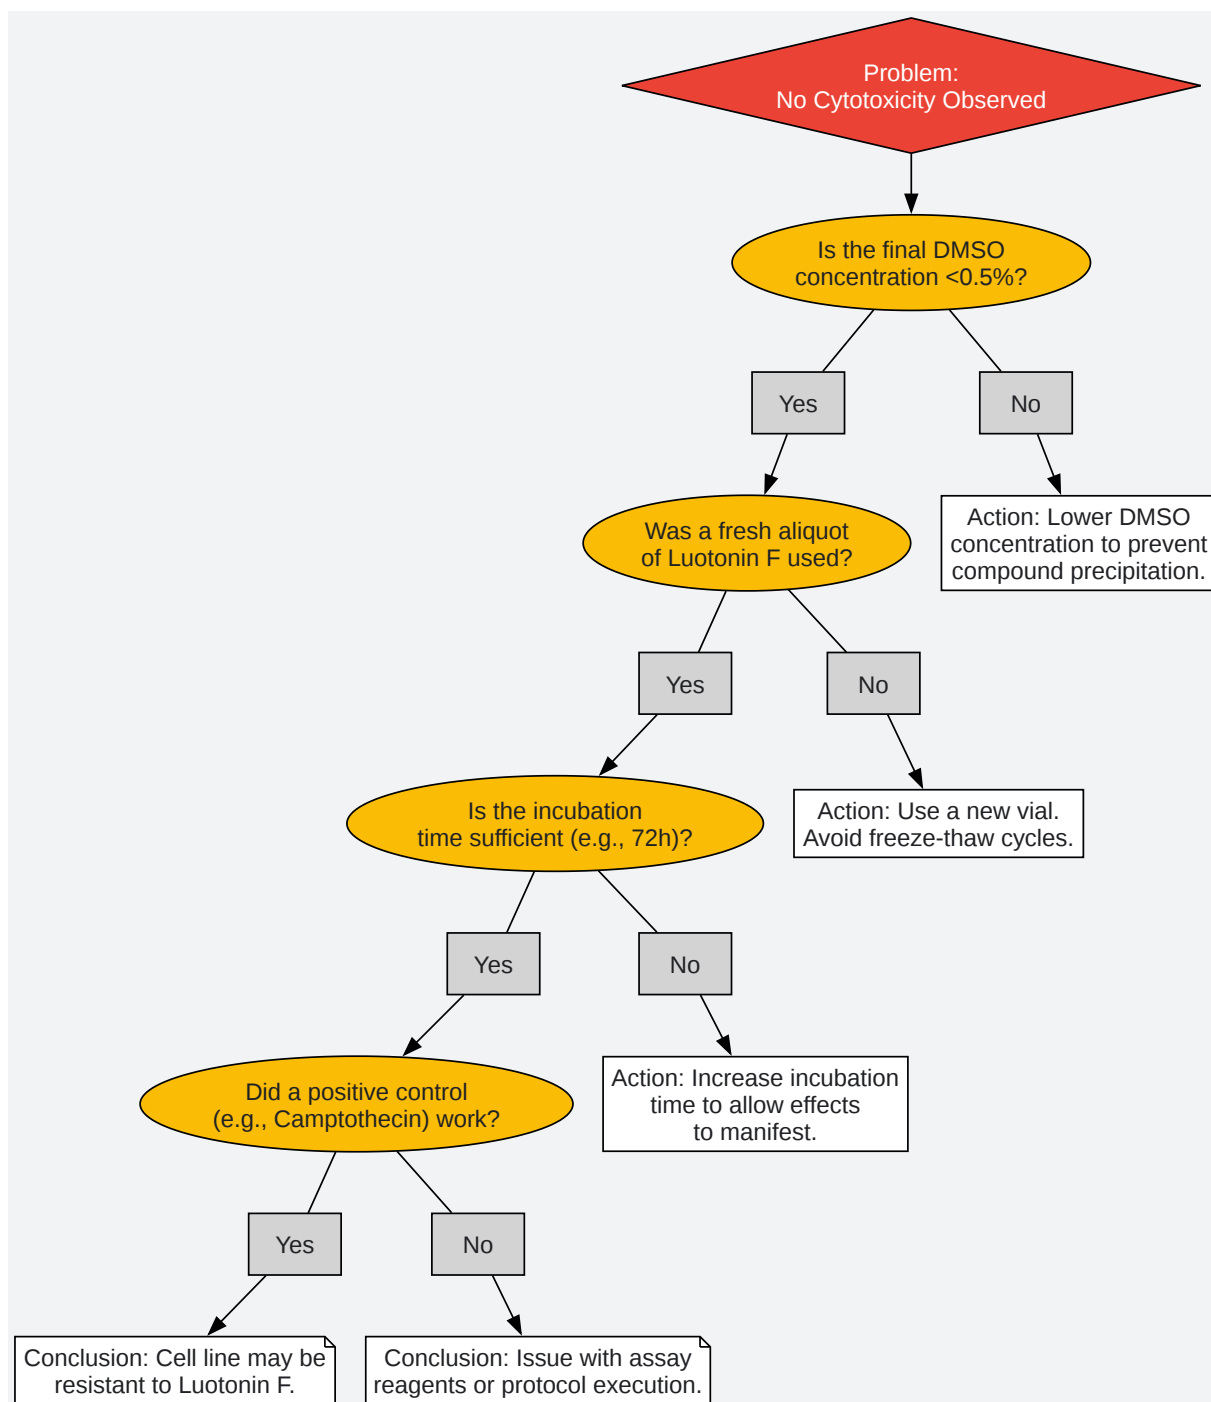 Problem:
No Cytotoxicity Observed
Is the final DMSO
concentration <0.5%?
Yes
No
Was a fresh aliquot
of Luotonin F used?
Action: Lower DMSO
concentration to prevent
compound precipitation.
Yes
No
Is the incubation
time sufficient (e.g., 72h)?
Action: Use a new vial.
Avoid freeze-thaw cycles.
Yes
No
Did a positive control
(e.g., Camptothecin) work?
Action: Increase incubation
time to allow effects
to manifest.
Yes
No
Conclusion: Cell line may be
resistant to Luotonin F.
Conclusion: Issue with assay
reagents or protocol execution.